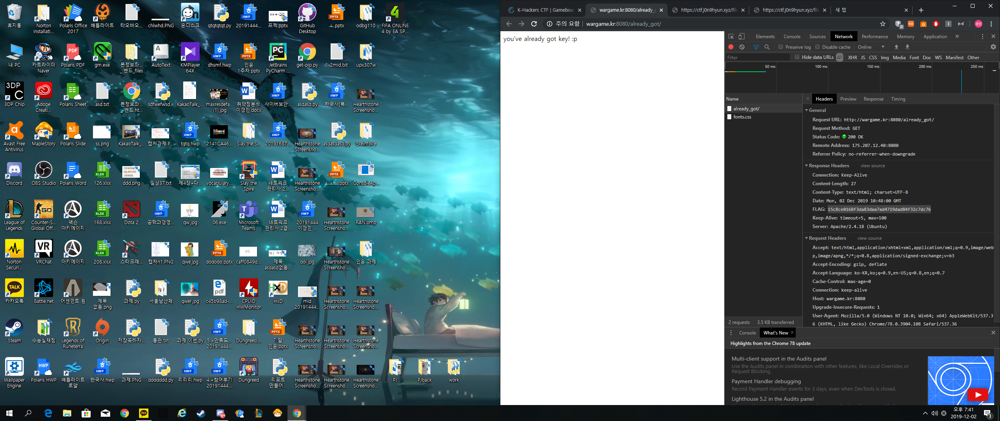 휴지통
Norton Installati...
Polaris Office 2017
배틀라이트
타오바오...
chlwhd.PNG
온디스크
qtqtqtqt.py
20191444...
프젝.pptx
GitHub Desktop
ㅗ.pptx
odbg110
FIFA ONLINE 4 by EA SP...
내 PC
카트라이더 Naver
Polaris PDF
gm.exe
폰정보좌... _ 밴드_files
AutoText
KMPlayer 64X
dhsmf.hwp
인윤 1주차.pptx
JetBrains PyCharm ...
get-pip.py
1-2mid.txt
upx307w
3DP Chip
Adobe Creati...
Polaris Sheet
asd.txt
폰정보좌... _ 밴드.ht...
sdfwefwsd...
KakaoTalk_...
maxresdefa... (1).jpg
취약점분석 이경민.docx
사이버보안...
asdasd.py
한국사[복...
Hearthstone Screensho...
Avast Free Antivirus
MapleStory
Polaris Slide
ss.png
KakaoTalk_...
캡처과제.P...
tqtq.hwp
2141CA46...
Slay.the.S...
20191687...
Hearthstone Screensho...
asdasdasd.py
ExeinfoPe
Discord
OBS Studio
Polaris Word
126.xlsx
ddd.png
일상37.txt
제4장+다...
vocabulary...
Slay the Spire
네트워크 관리사 2...
Hearthstone Screensho...
ㅗㅗㅗ.pptx
ConsoleAp...
League of Legends
Counter-S... Global Off...
넥슨 아키에이지
168.xlsx
Dota 2
공학과경영...
qw.jpg
06.exe
Microsoft Teams
네트워크 관리사 2급...
20191444 이경민 ...
Hearthstone Screensho...
RAN.bmp
Norton Securi...
VRChat
아키에이지
208.xlsx
스타크래...
캡처n1.PNG
qwe.jpg
dododo.pptx
caff0849d...
제목 asdasd없음...
dol.jpg
Hearthstone Screensho...
인윤 과제
카카오톡
Battle.net
어센던트 원
제목 없음.png
과제.py
서울남산체
qwer.jpg
c45b98ad-...
CPUID HWMonitor
HxD
mid 20191444...
Hearthstone Screensho...
Hearthstone Screensho...
Steam
수능실채점
Legends of Runeterra
Origin
저장꼭하자...
통관.txt
과제 이번.py
5.+만족도... 20191444...
Dungreed....
기말 인윤.pptx
Hearthstone Screensho...
Hearthstone Screensho...
Hearthstone Screensho...
Wallpaper Engine
Polaris HWP
배틀라이트 로얄
한국사.hwp
과제.PNG
ddddddd.py
리리리.hwp
4.+참여후기 20191444...
Dungreed
리포트 만들어...
Hearthstone Screensho...
Hearthstone Screensho...
Hearthstone Screensho...
PJ
PJback
work
K-Hackers CTF | Gameboar
wargame.kr:8080/already_g
https://ctf.j0n9hyun.xyz/file
https://ctf.j0n9hyun.xyz/file
새 탭
주의 요함 | wargame.kr:8080/already_got/
you've already got key! :p
Elements Console Sources Network Performance Memory Application
Preserve log Disable cache Online
Filter Hide data URLs All XHR JS CSS Img Media Font Doc WS Manifest Other
50 ms 100 ms 150 ms 200 ms 250 ms
Name
already_got/
fonts.css
2 requests 3.5 KB transferred
Headers Preview Response Timing
General
Request URL: http://wargame.kr:8080/already_got/
Request Method: GET
Status Code: 200 OK
Remote Address: 175.207.12.40:8080
Referrer Policy: no-referrer-when-downgrade
Response Headers view source
Connection: Keep-Alive
Content-Length: 27
Content-Type: text/html; charset=UTF-8
Date: Mon, 02 Dec 2019 10:48:00 GMT
FLAG: 15c8ce0168f3da83daa7ad4719dad84f32c7dc76
Keep-Alive: timeout=5, max=100
Server: Apache/2.4.18 (Ubuntu)
Request Headers view source
Accept: text/html,application/xhtml+xml,application/xml;q=0.9,image/web
p,image/apng,*/*;q=0.8,application/signed-exchange;v=b3
Accept-Encoding: gzip, deflate
Accept-Language: ko-KR,ko;q=0.9,en-US;q=0.8,en;q=0.7
Cache-Control: max-age=0
Connection: keep-alive
Host: wargame.kr:8080
Upgrade-Insecure-Requests: 1
User-Agent: Mozilla/5.0 (Windows NT 10.0; Win64; x64) AppleWebKit/537.3
6 (KHTML, like Gecko) Chrome/78.0.3904.108 Safari/537.36
Console What's New
Highlights from the Chrome 78 update
Multi-client support in the Audits panel
Use the Audits panel in combination with other features, like Local Overrides or
Request Blocking.
Payment Handler debugging
Record Payment Handler events for 3 days, even when DevTools is closed.
Lighthouse 5.2 in the Audits panel
오후 7:41
2019-12-02